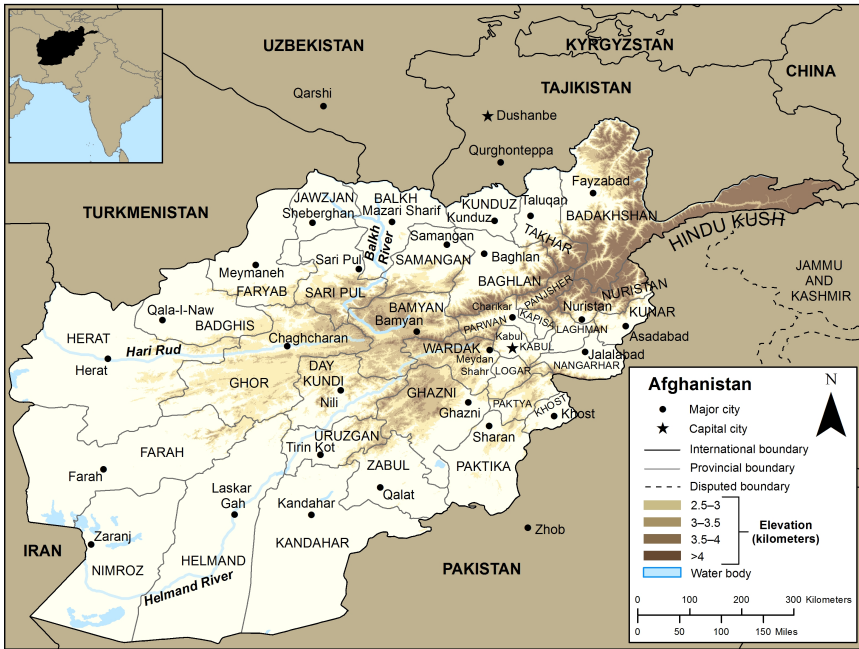 UZBEKISTAN
KYRGYZSTAN
CHINA
TAJIKISTAN
Qarshi
Dushanbe
Qurghonteppa
TURKMENISTAN
Fayzabad
BADAKHSHAN
HINDU KUSH
JAWZJAN
Sheberghan
BALKH
Mazari Sharif
KUNDUZ
Kunduz
Taluqan
TAKHAR
Balkh
River
Samangan
SAMANGAN
Baghlan
BAGHLAN
Meymaneh
FARYAB
Sari Pul
SARI PUL
JAMMU
AND
KASHMIR
Qala-I-Naw
BADGHIS
BAMYAN
Bamyan
Charikar
PANJSHER
NURISTAN
Nuristan
PARWAN
KAPISA
LAGHMAN
KUNAR
Asadabad
HERAT
Herat
Hari Rud
Chaghcharan
WARDAK
Kabul
KABUL
Meydan
Shahr
LOGAR
Jalalabad
NANGARHAR
GHOR
DAY
KUNDI
Nili
GHAZNI
Ghazni
PAKTYA
KHOST
Khost
Sharan
URUZGAN
Tirin Kot
PAKTIKA
FARAH
Farah
ZABUL
Qalat
Laskar
Gah
Kandahar
KANDAHAR
Zhob
IRAN
Zaranj
NIMROZ
HELMAND
Helmand River
PAKISTAN
Afghanistan
N
Major city
Capital city
International boundary
Provincial boundary
Disputed boundary
2.5–3
3–3.5
3.5–4
>4
Elevation
(kilometers)
Water body
0 100 200 300 Kilometers
0 50 100 150 Miles